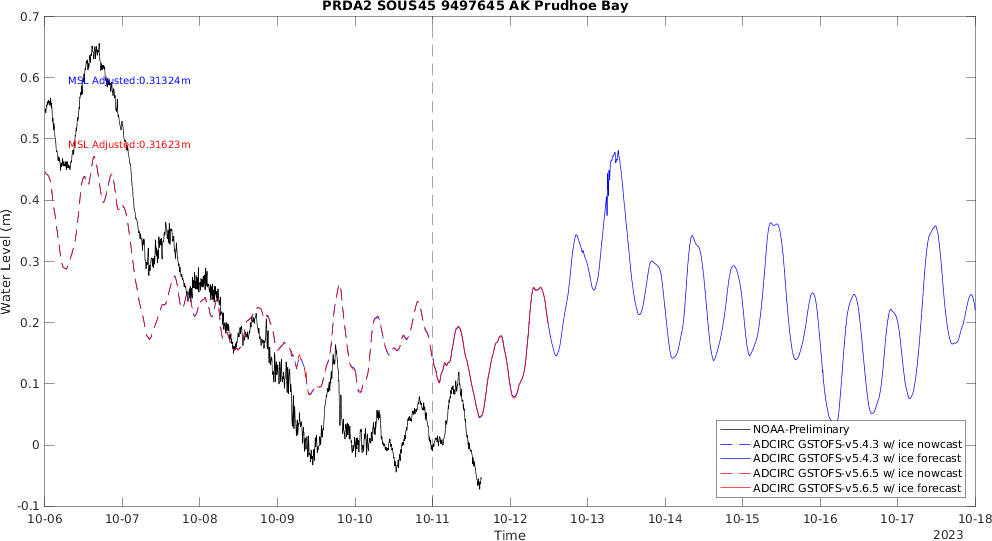 PRDA2 SOUS45 9497645 AK Prudhoe Bay
0.7
0.6
0.5
0.4
0.3
0.2
0.1
0
-0.1
Water Level (m)
MSL Adjusted:0.31324m
MSL Adjusted:0.31623m
NOAA-Preliminary
ADCIRC GSTOFS-v5.4.3 w/ ice nowcast
ADCIRC GSTOFS-v5.4.3 w/ ice forecast
ADCIRC GSTOFS-v5.6.5 w/ ice nowcast
ADCIRC GSTOFS-v5.6.5 w/ ice forecast
10-06 10-07 10-08 10-09 10-10 10-11 10-12 10-13 10-14 10-15 10-16 10-17 10-18
Time
2023